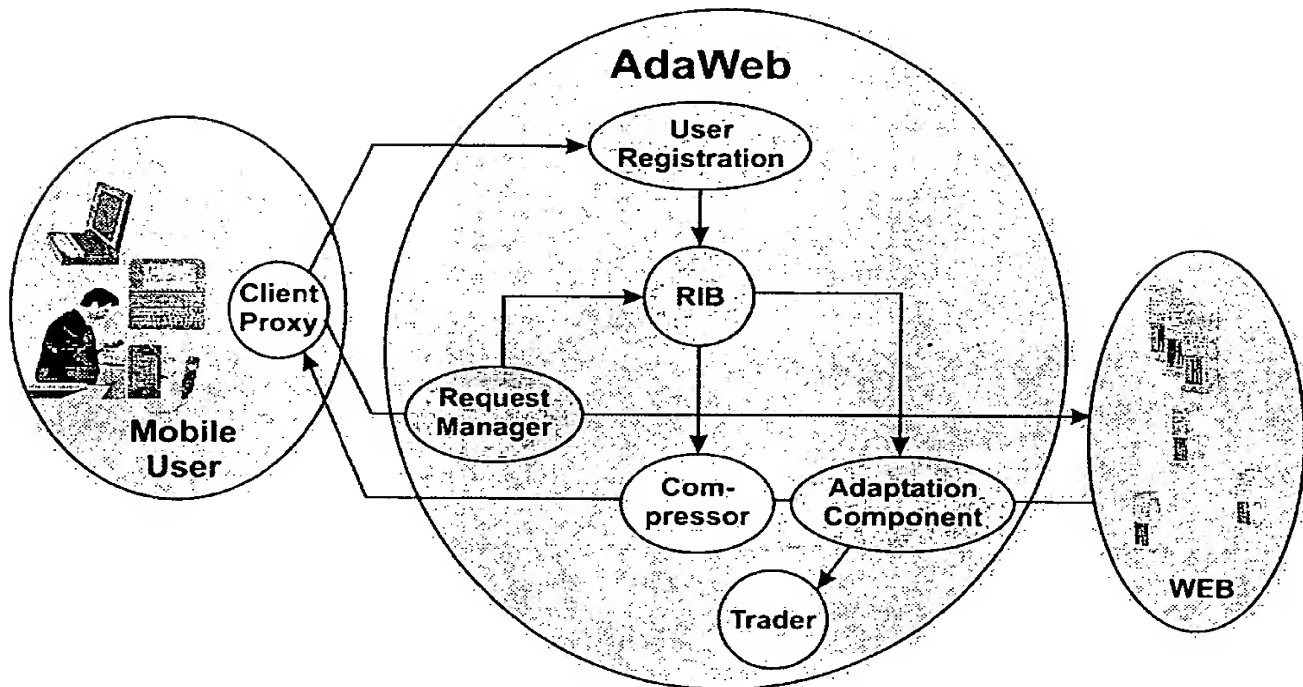 AdaWeb
User
Registration
Client
Proxy
RIB
Request
Manager
Mobile
User
Com-
pressor
Adaptation
Component
WEB
Trader